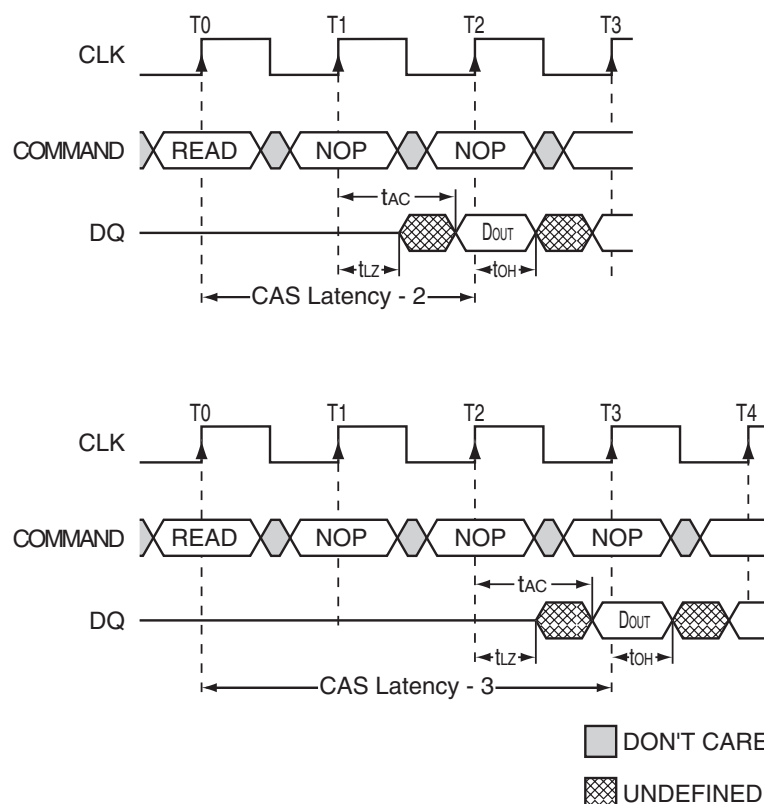 T0 T1 T2 T3
CLK
COMMAND READ NOP NOP
tAC
DQ DOUT
tLZ tOH
CAS Latency - 2
T0 T1 T2 T3 T4
CLK
COMMAND READ NOP NOP NOP
tAC
DQ DOUT
tLZ tOH
CAS Latency - 3
DON'T CARE
UNDEFINED